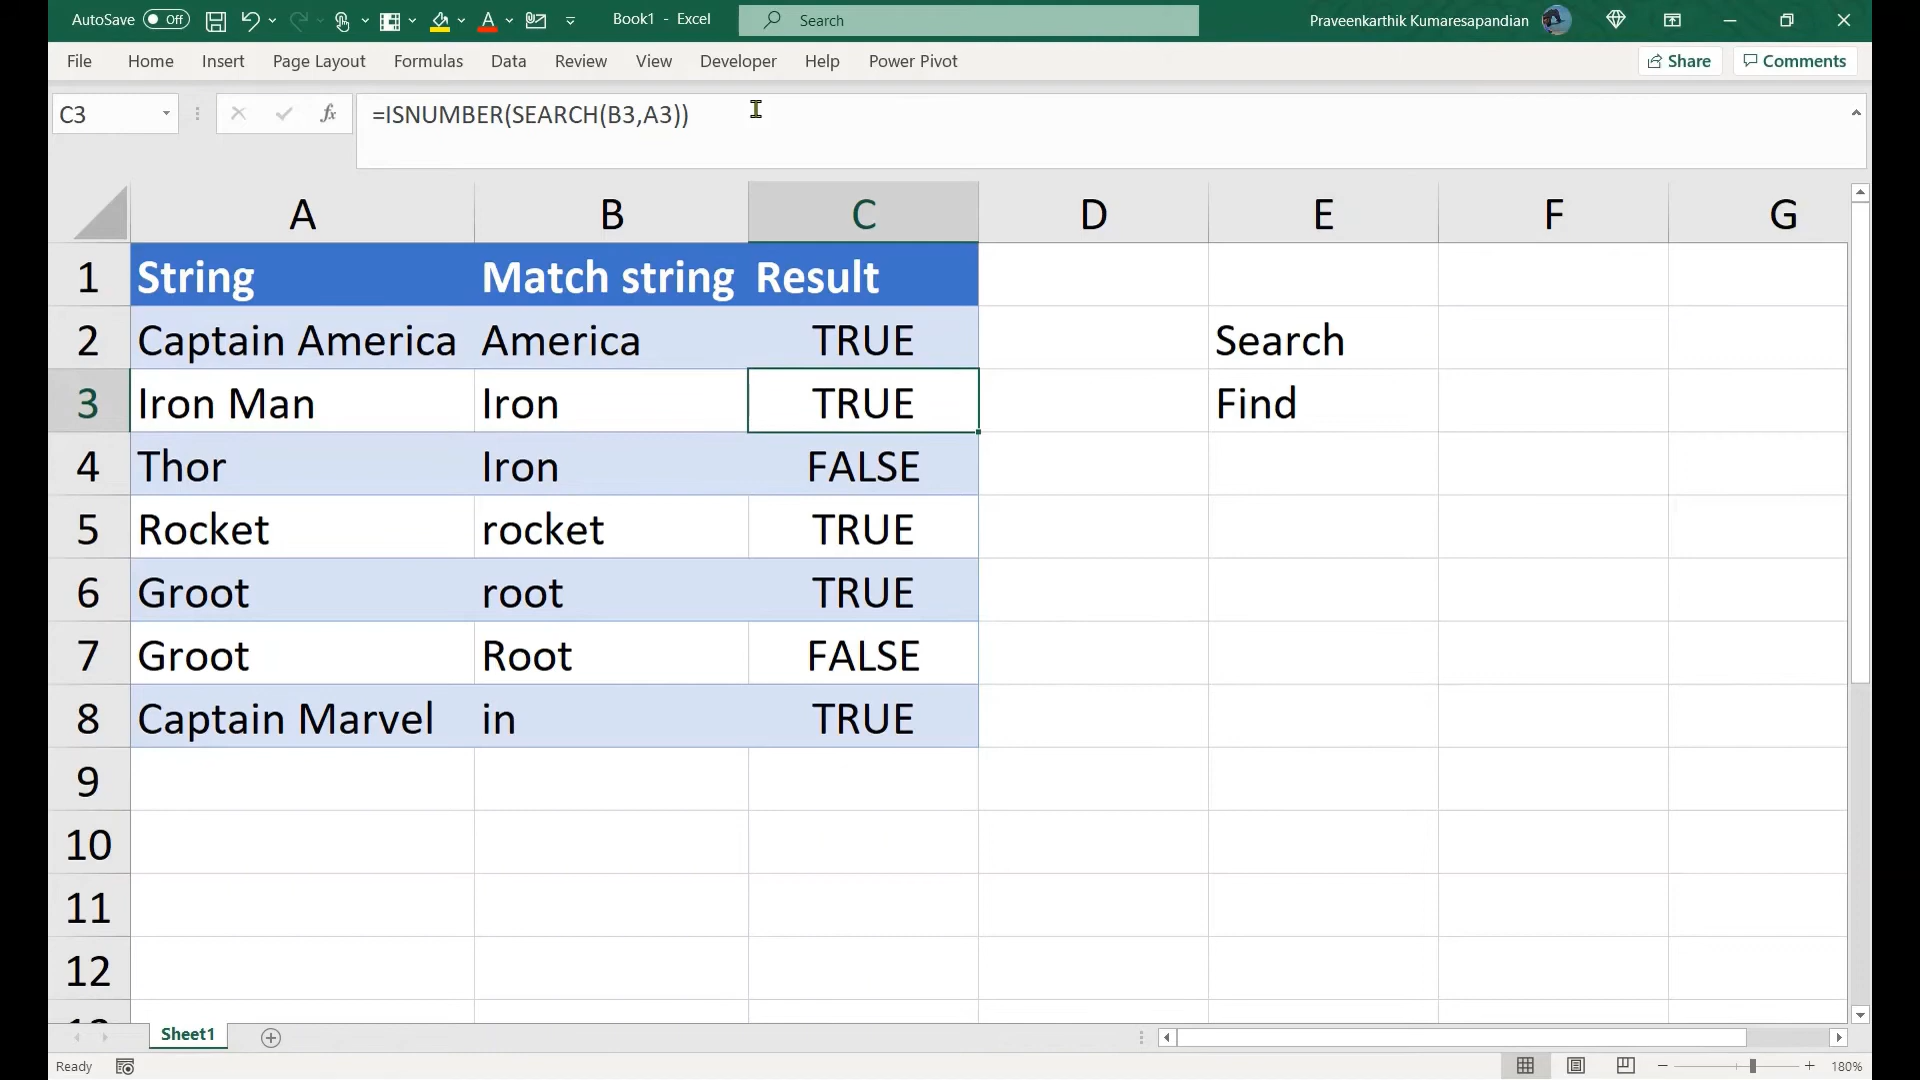 AutoSave Off Book1 - Excel Search Praveenkarthik Kumaresapandian
File Home Insert Page Layout Formulas Data Review View Developer Help Power Pivot Share Comments
C3 fx =ISNUMBER(SEARCH(B3,A3))
A B C D E F G
1 String Match string Result
2 Captain America America TRUE Search
3 Iron Man Iron TRUE Find
4 Thor Iron FALSE
5 Rocket rocket TRUE
6 Groot root TRUE
7 Groot Root FALSE
8 Captain Marvel in TRUE
9
10
11
12
Sheet1
Ready 180%